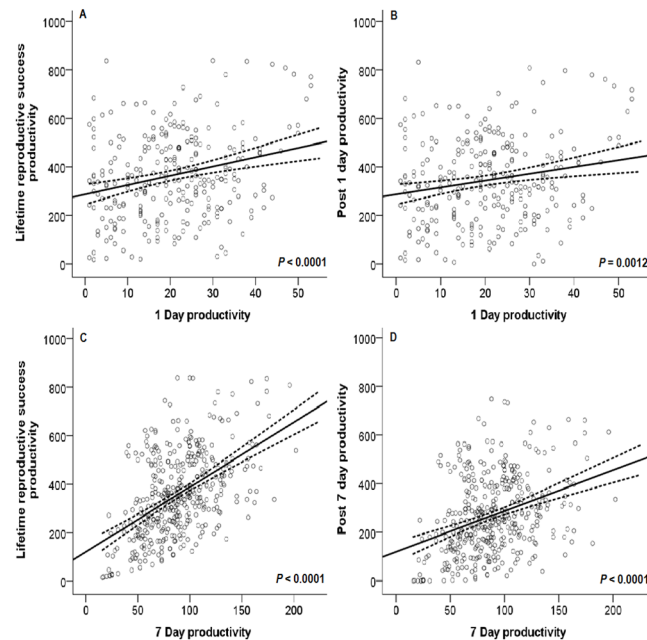 A
Lifetime reproductive success
productivity
1000
800
600
400
200
0
0 10 20 30 40 50
1 Day productivity
P < 0.0001
B
Post 1 day productivity
1000
800
600
400
200
0
0 10 20 30 40 50
1 Day productivity
P = 0.0012
C
Lifetime reproductive success
productivity
1000
800
600
400
200
0
0 50 100 150 200
7 Day productivity
P < 0.0001
D
Post 7 day productivity
1000
800
600
400
200
0
0 50 100 150 200
7 Day productivity
P < 0.0001